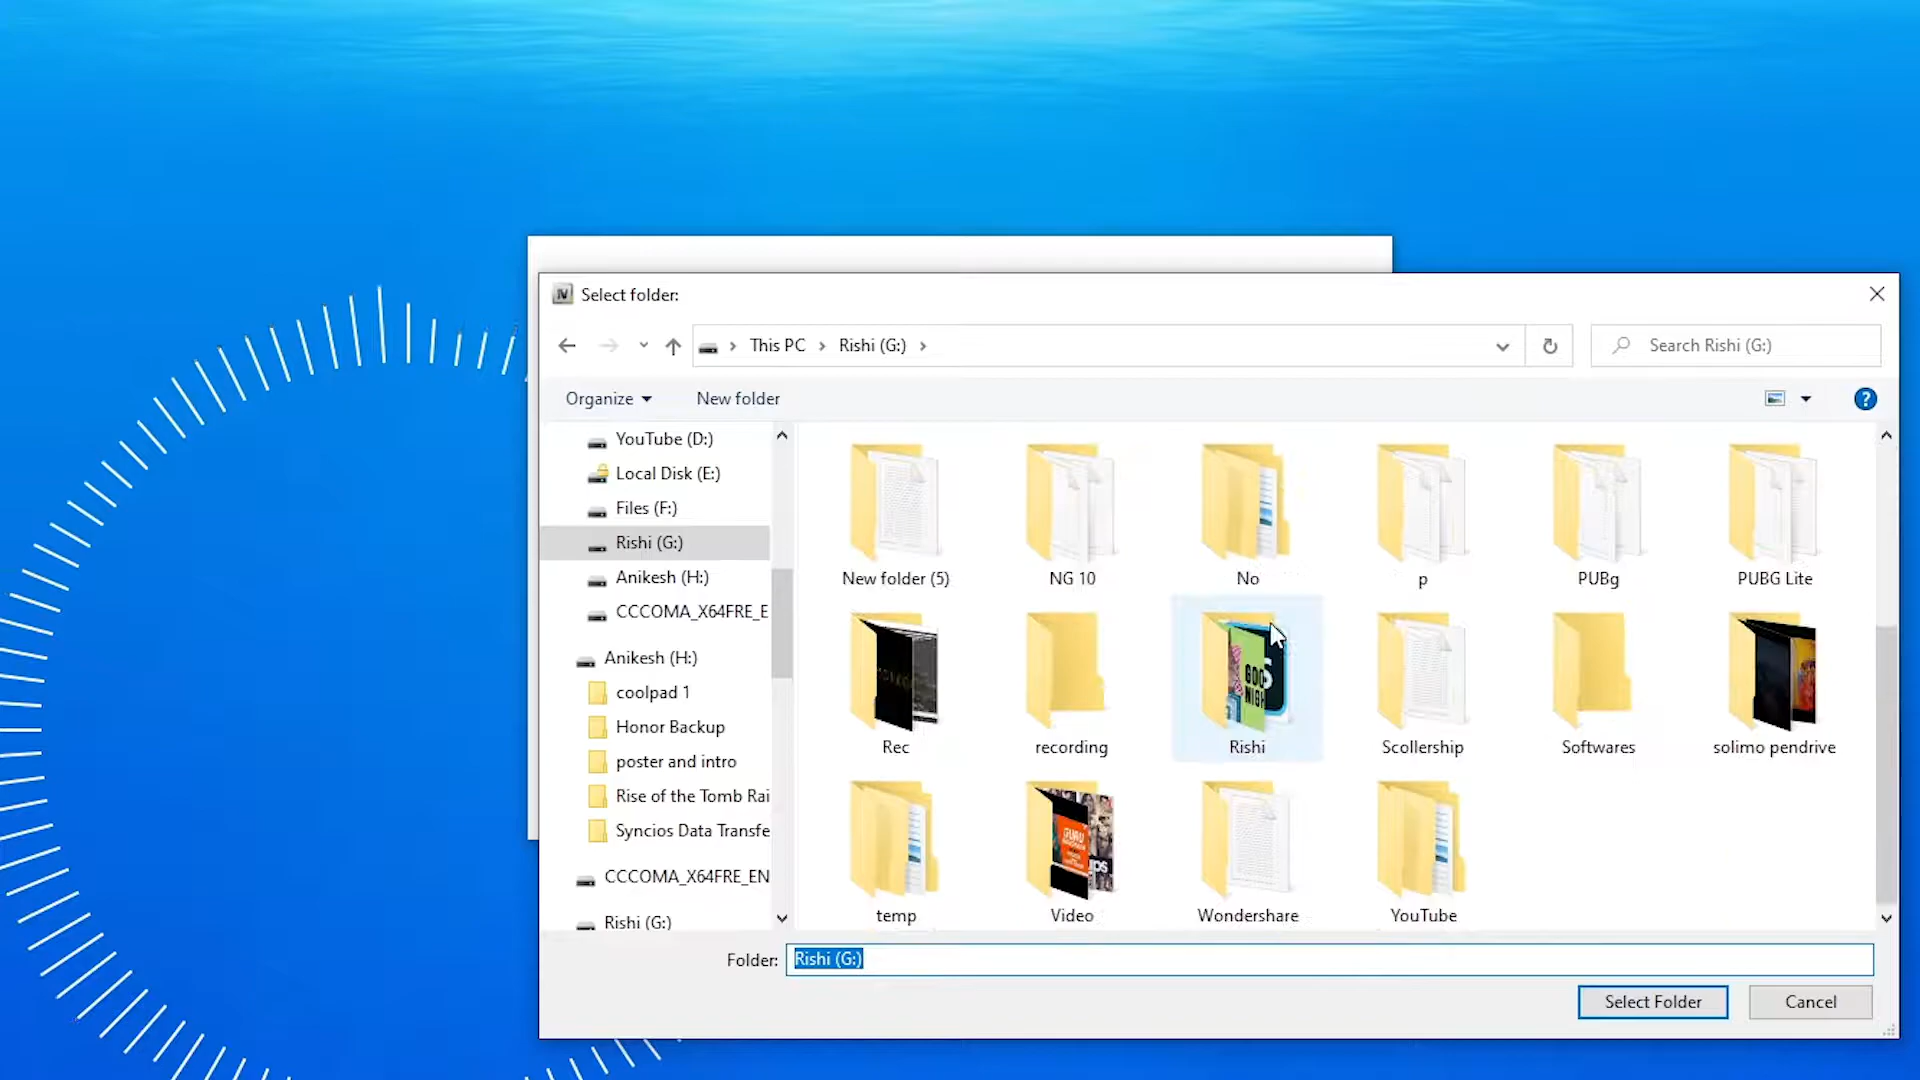 Select folder:
This PC
Rishi (G:)
Search Rishi (G:)
Organize
New folder
YouTube (D:)
Local Disk (E:)
Files (F:)
Rishi (G:)
Anikesh (H:)
CCCOMA_X64FRE_E
Anikesh (H:)
coolpad 1
Honor Backup
poster and intro
Rise of the Tomb Rai
Syncios Data Transfe
CCCOMA_X64FRE_EN
Rishi (G:)
New folder (5)
NG 10
No
p
PUBg
PUBG Lite
GOO
NIGH
Rec
recording
Rishi
Scollership
Softwares
solimo pendrive
temp
Video
Wondershare
YouTube
Folder:
Rishi (G:)
Select Folder
Cancel